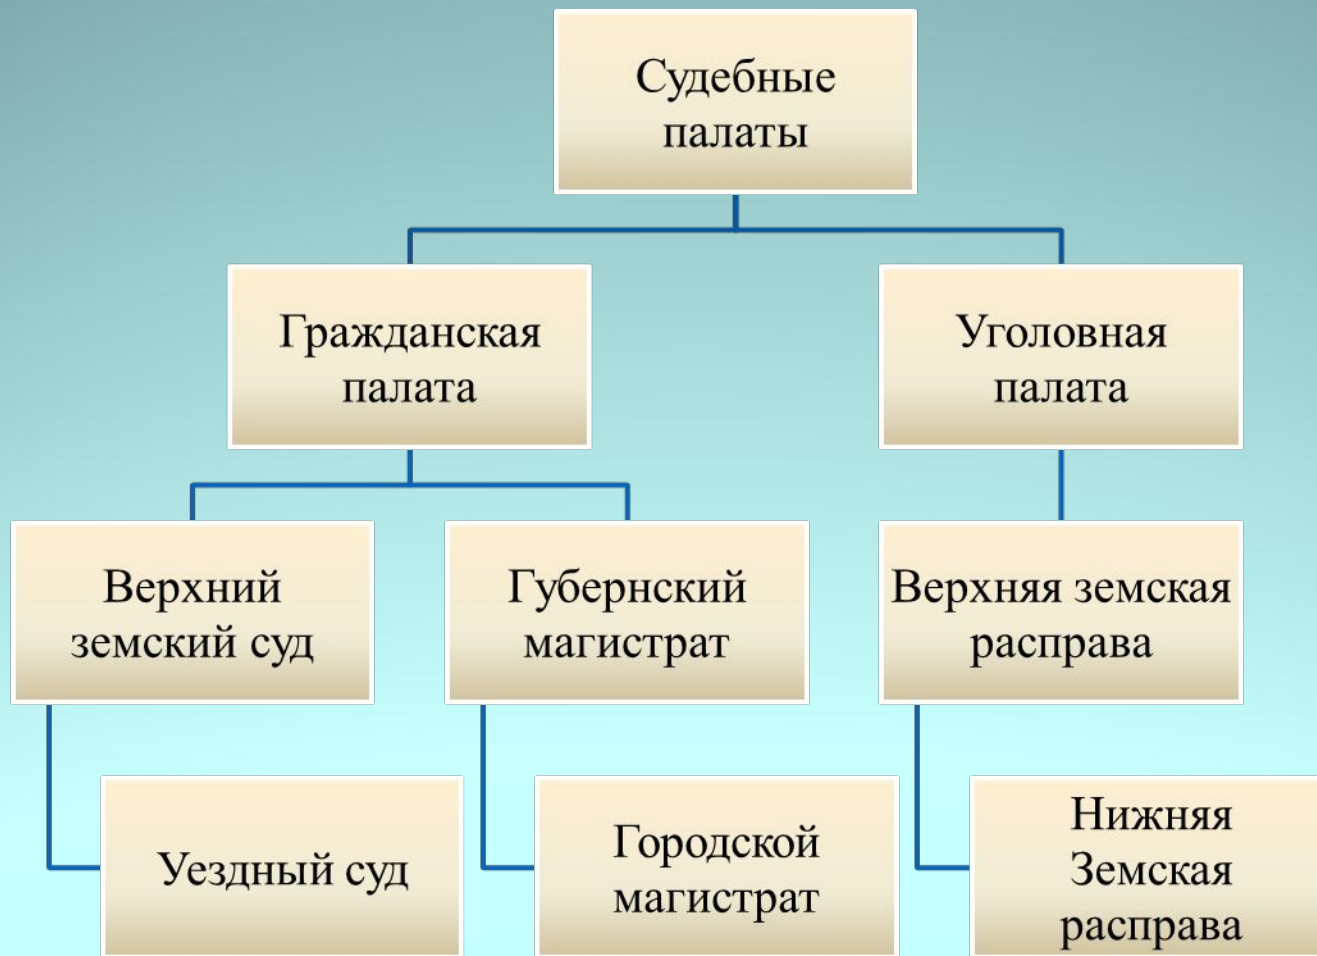 Судебные
палаты
Гражданская
палата
Уголовная
палата
Верхний
земский суд
Губернский
магистрат
Верхняя земская
расправа
Уездный суд
Городской
магистрат
Нижняя
Земская
расправа